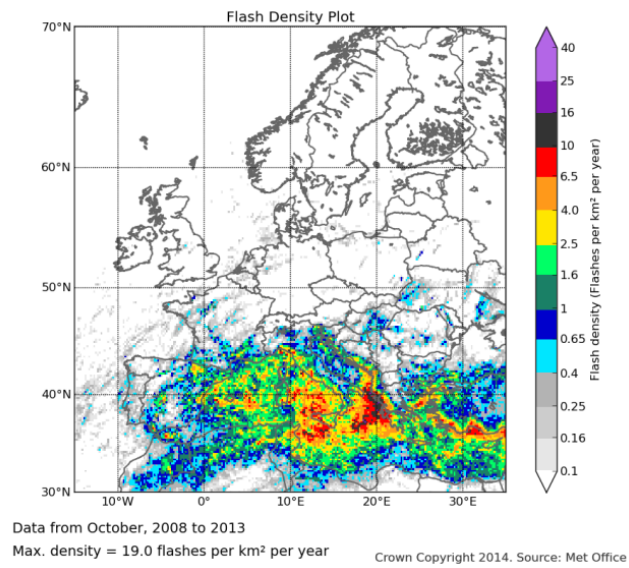 Flash Density Plot
70°N
60°N
50°N
40°N
30°N
10°W
0°
10°E
20°E
30°E
40
25
16
10
6.5
4.0
2.5
1.6
1
0.65
0.4
0.25
0.16
0.1
Flash density (Flashes per km² per year)
Data from October, 2008 to 2013
Max. density = 19.0 flashes per km² per year
Crown Copyright 2014. Source: Met Office